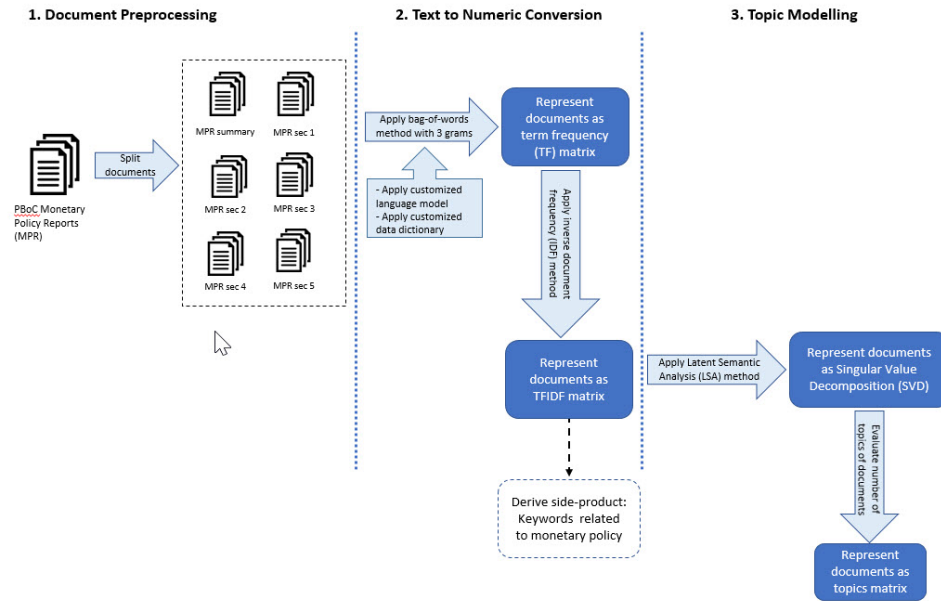 1. Document Preprocessing
2. Text to Numeric Conversion
3. Topic Modelling
PBoC Monetary
Policy Reports
(MPR)
Split
documents
MPR summary
MPR sec 1
MPR sec 2
MPR sec 3
MPR sec 4
MPR sec 5
Apply bag-of-words
method with 3 grams
- Apply customized
language model
- Apply customized
data dictionary
Represent
documents as
term frequency
(TF) matrix
Apply inverse document
frequency (IDF) method
Represent
documents as
TFIDF matrix
Derive side-product:
Keywords related
to monetary policy
Apply Latent Semantic
Analysis (LSA) method
Represent documents
as Singular Value
Decomposition (SVD)
Evaluate number of
topics of documents
Represent
documents as
topics matrix